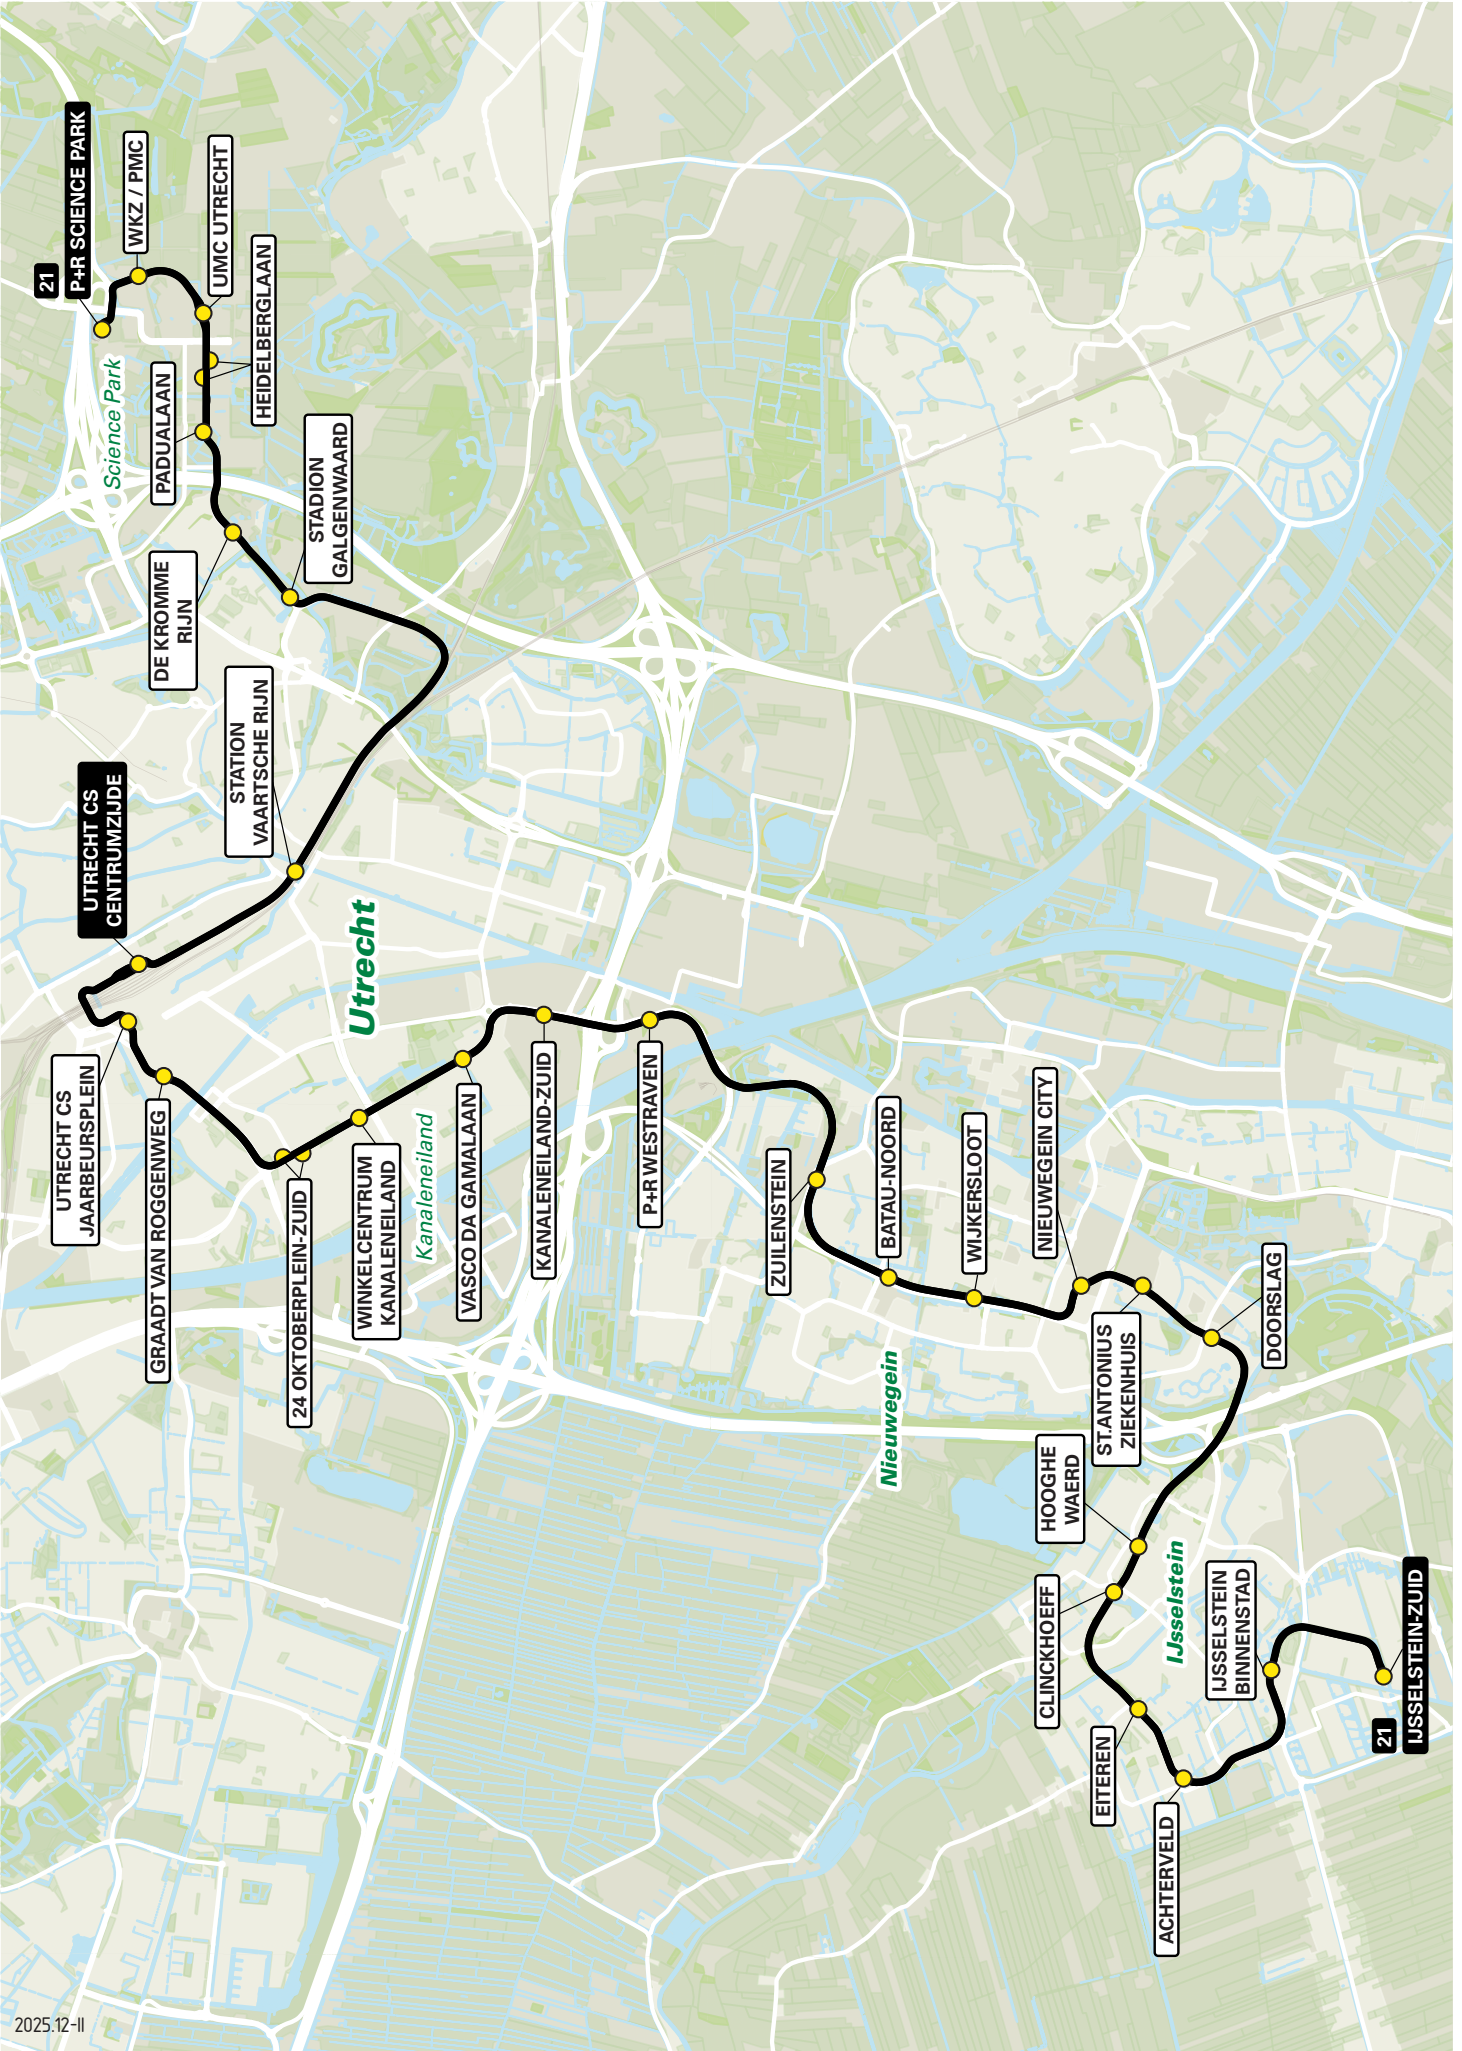 21
P+R SCIENCE PARK
WKZ / PMC
UMC UTRECHT
HEIDELBERGLAAN
Science Park
PADUALAAN
STADION
GALGENWAARD
DE KROMME
RIJN
STATION
VAARTSCHE RIJN
UTRECHT CS
CENTRUMZIJDE
Utrecht
UTRECHT CS
JAARBEURSPLEIN
GRAADT VAN ROGGENWEG
24 OKTOBERPLEIN-ZUID
WINKELCENTRUM
KANALENEILAND
Kanaleneiland
VASCO DA GAMALAAN
KANALENEILAND-ZUID
P+R WESTRAVEN
ZUILENSTEIN
BATAU-NOORD
WIJKERSLOOT
NIEUWEGEIN CITY
Nieuwegein
ST.ANTONIUS
ZIEKENHUIS
DOORSLAG
HOOGHE
WAERD
CLINCKHOEFF
IJsselstein
EITEREN
ACHTERVELD
IJSSELSTEIN
BINNENSTAD
21
IJSSELSTEIN-ZUID
2025.12-II